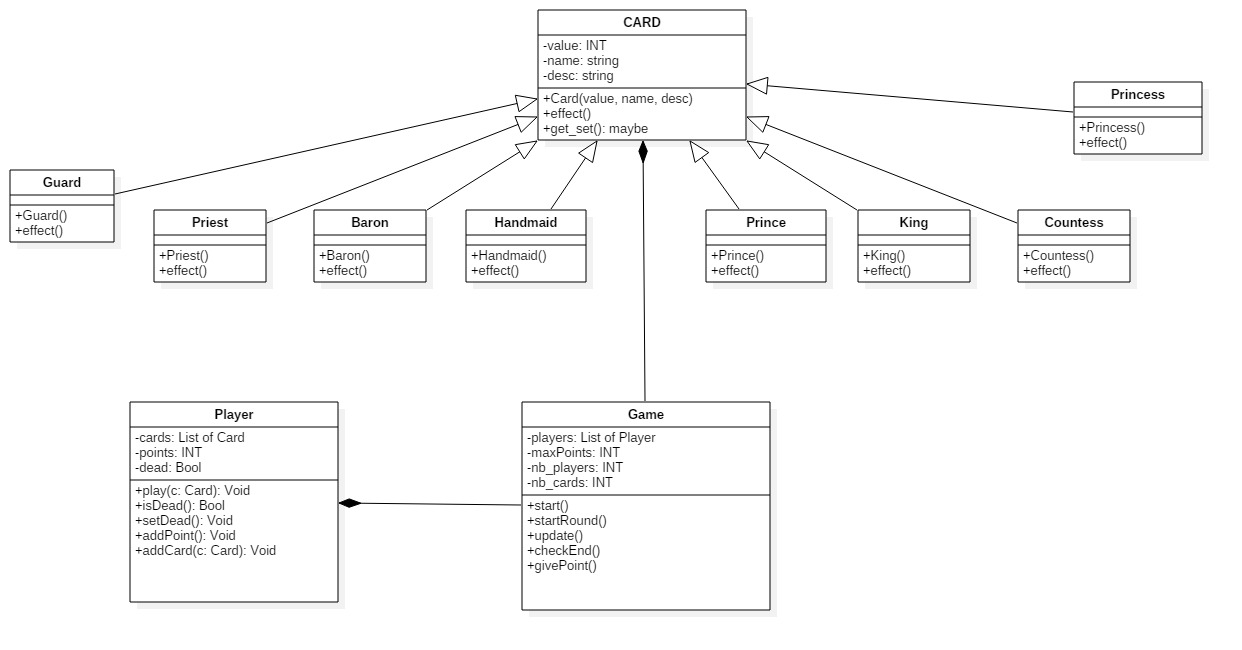 CARD
-value: INT
-name: string
-desc: string
+Card(value, name, desc)
+effect()
+get_set(): maybe
Princess
+Princess()
+effect()
Guard
+Guard()
+effect()
Priest
+Priest()
+effect()
Baron
+Baron()
+effect()
Handmaid
+Handmaid()
+effect()
Prince
+Prince()
+effect()
King
+King()
+effect()
Countess
+Countess()
+effect()
Player
-cards: List of Card
-points: INT
-dead: Bool
+play(c: Card): Void
+isDead(): Bool
+setDead(): Void
+addPoint(): Void
+addCard(c: Card): Void
Game
-players: List of Player
-maxPoints: INT
-nb_players: INT
-nb_cards: INT
+start()
+startRound()
+update()
+checkEnd()
+givePoint()